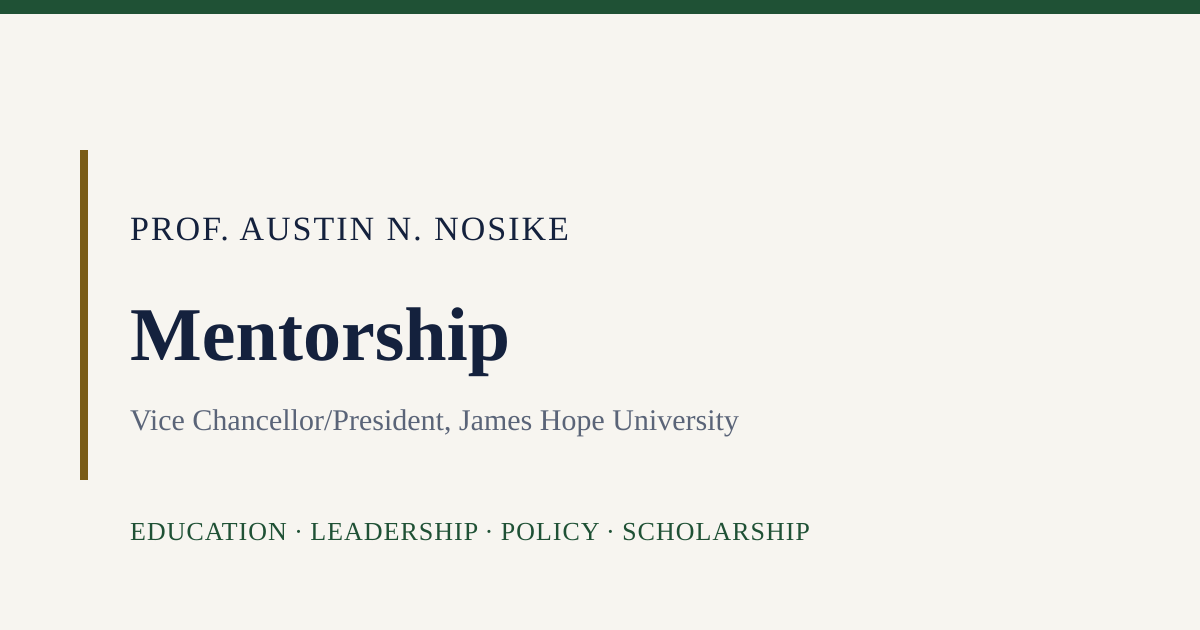 PROF. AUSTIN N. NOSIKE
Mentorship
Vice Chancellor/President, James Hope University
EDUCATION · LEADERSHIP · POLICY · SCHOLARSHIP